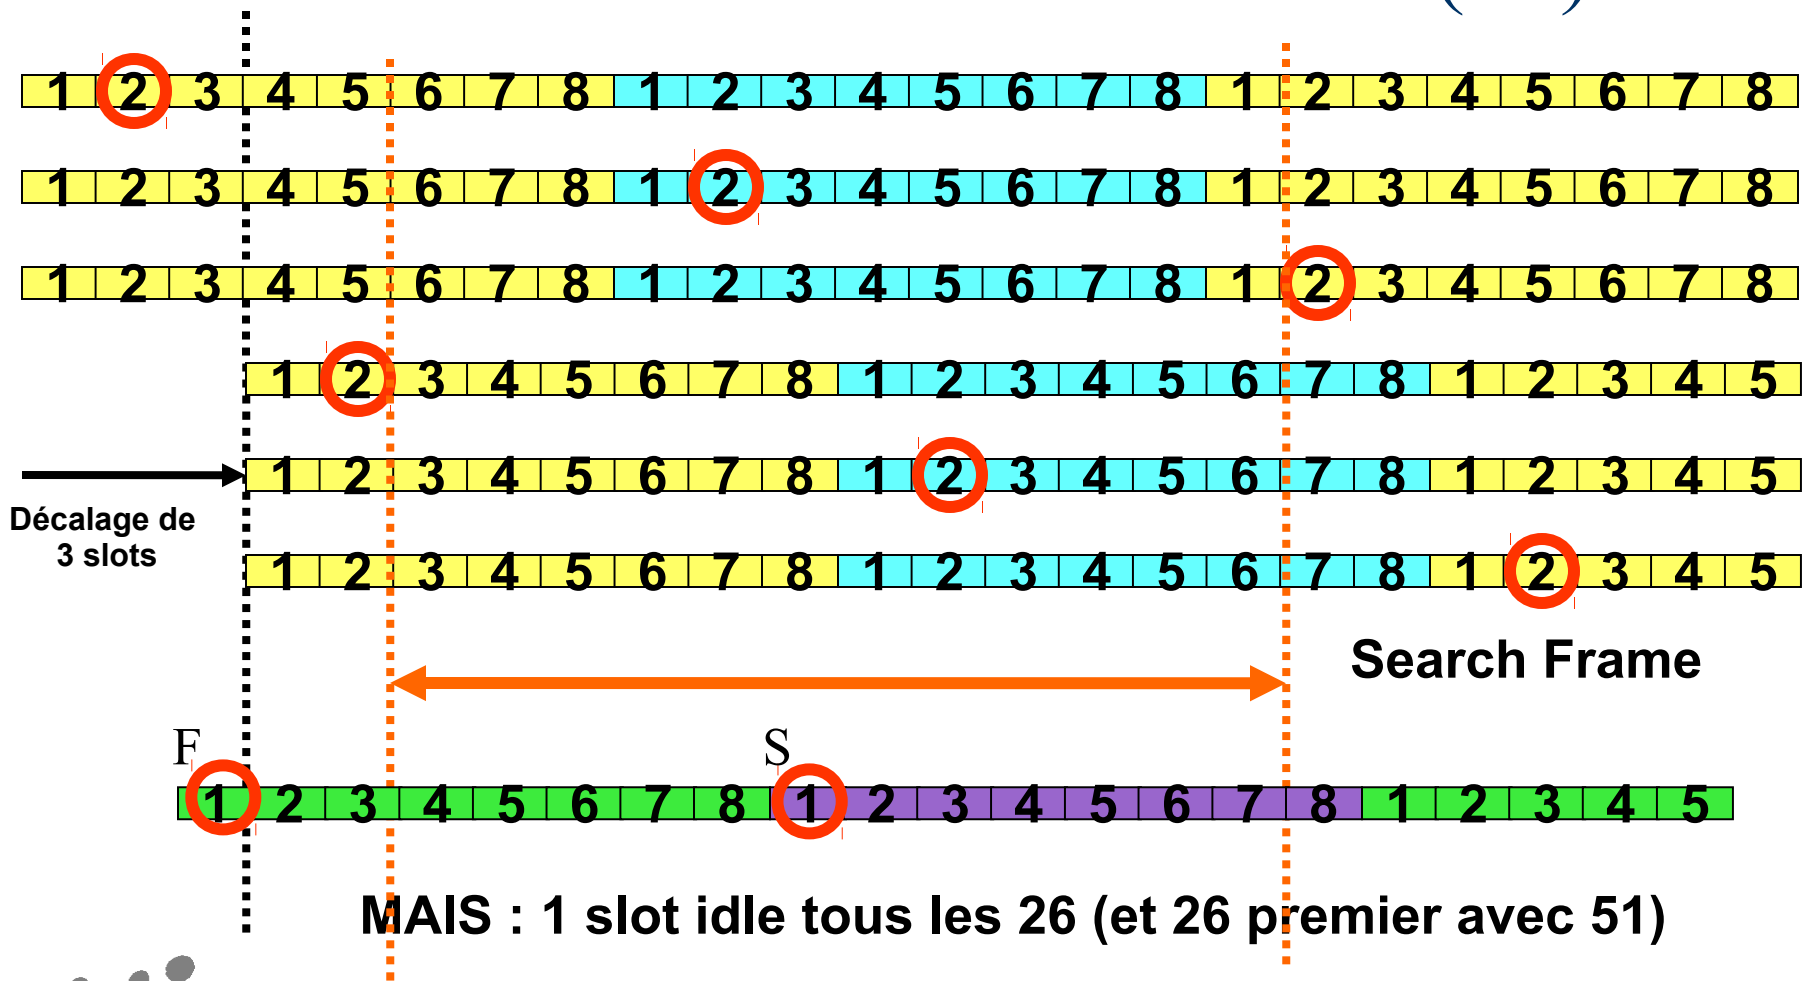 ( )
1 2 3 4 5 6 7 8 1 2 3 4 5 6 7 8 1 2 3 4 5 6 7 8
1 2 3 4 5 6 7 8 1 2 3 4 5 6 7 8 1 2 3 4 5 6 7 8
1 2 3 4 5 6 7 8 1 2 3 4 5 6 7 8 1 2 3 4 5 6 7 8
1 2 3 4 5 6 7 8 1 2 3 4 5 6 7 8 1 2 3 4 5
1 2 3 4 5 6 7 8 1 2 3 4 5 6 7 8 1 2 3 4 5
Décalage de
3 slots
1 2 3 4 5 6 7 8 1 2 3 4 5 6 7 8 1 2 3 4 5
Search Frame
F S
1 2 3 4 5 6 7 8 1 2 3 4 5 6 7 8 1 2 3 4 5
MAIS : 1 slot idle tous les 26 (et 26 premier avec 51)